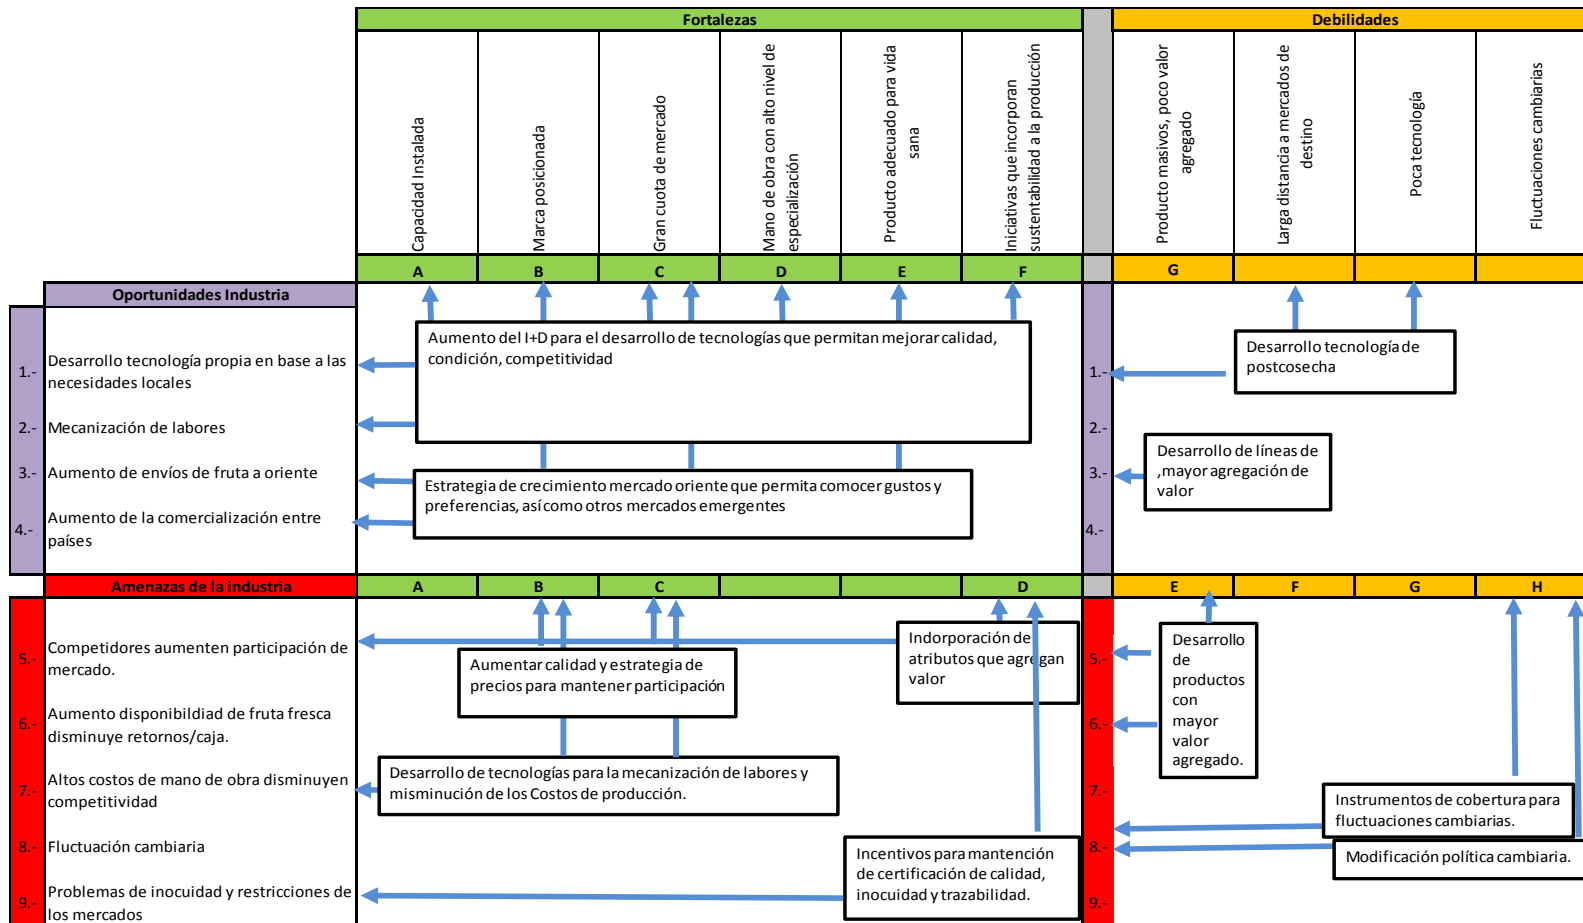 Fortalezas
Debilidades
Capacidad Instalada
Marca posicionada
Gran cuota de mercado
Mano de obra con alto nivel de
especialización
Producto adecuado para vida
sana
Iniciativas que incorporan
sustentabilidad a la producción
Producto masivos, poco valor
agregado
Larga distancia a mercados de
destino
Poca tecnología
Fluctuaciones cambiarias
A B C D E F G
Oportunidades Industria
1.- Desarrollo tecnología propia en base a las
necesidades locales
2.- Mecanización de labores
3.- Aumento de envíos de fruta a oriente
4.- Aumento de la comercialización entre
países
Aumento del I+D para el desarrollo de tecnologías que permitan mejorar calidad,
condición, competitividad
Estrategia de crecimiento mercado oriente que permita comocer gustos y
preferencias, así como otros mercados emergentes
1.-
2.-
3.-
4.-
Desarrollo tecnología de
postcosecha
Desarrollo de líneas de
,mayor agregación de
valor
Amenazas de la industria
A B C D E F G H
5.- Competidores aumenten participación de
mercado.
6.- Aumento disponibildiad de fruta fresca
disminuye retornos/caja.
7.- Altos costos de mano de obra disminuyen
competitividad
8.- Fluctuación cambiaria
9.- Problemas de inocuidad y restricciones de
los mercados
Aumentar calidad y estrategia de
precios para mantener participación
Indorporación de
atributos que agregan
valor
Desarrollo de tecnologías para la mecanización de labores y
misminución de los Costos de producción.
Incentivos para mantención
de certificación de calidad,
inocuidad y trazabilidad.
5.-
6.-
7.-
8.-
9.-
Desarrollo
de
productos
con
mayor
valor
agregado.
Instrumentos de cobertura para
fluctuaciones cambiarias.
Modificación política cambiaria.